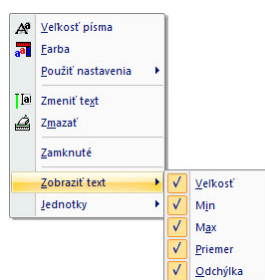 Veľkosť písma
Farba
Použiť nastavenia
Zmeniť text
Zmazať
Zamknuté
Zobraziť text
Jednotky
Veľkosť
Min
Max
Priemer
Odchýlka